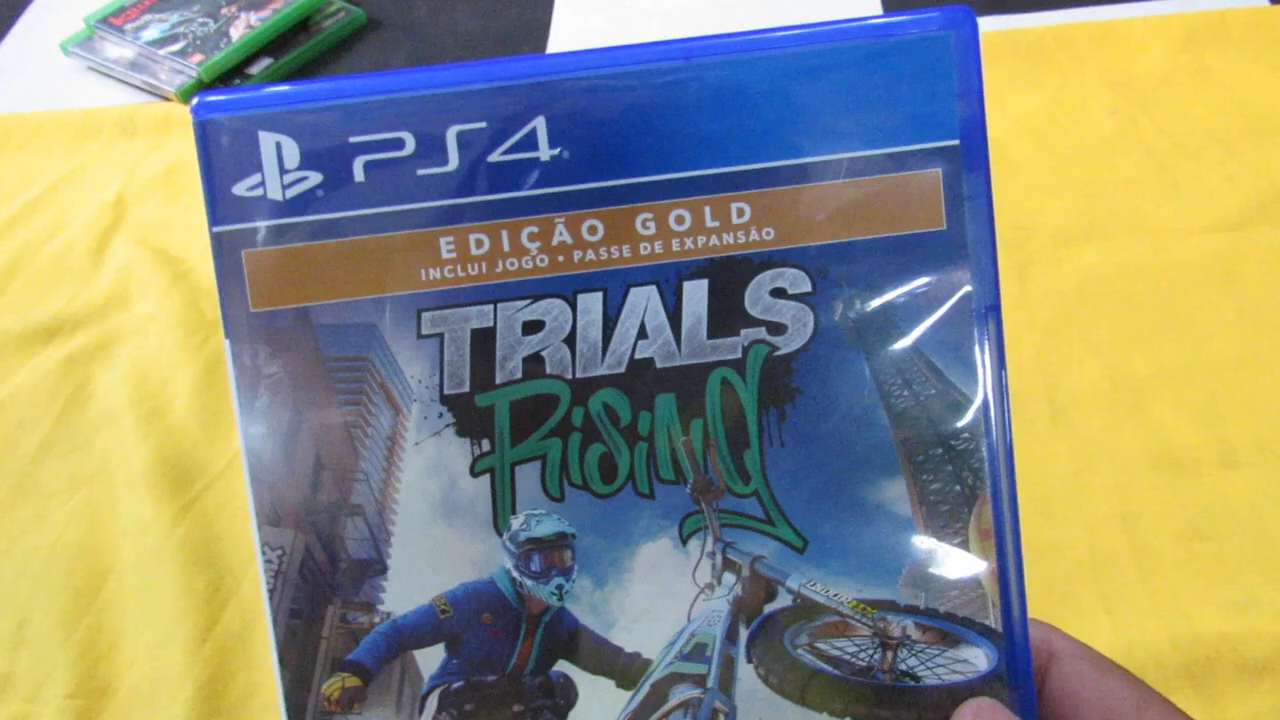 PS4
EDIÇÃO GOLD
INCLUI JOGO • PASSE DE EXPANSÃO
TRIALS
Rising